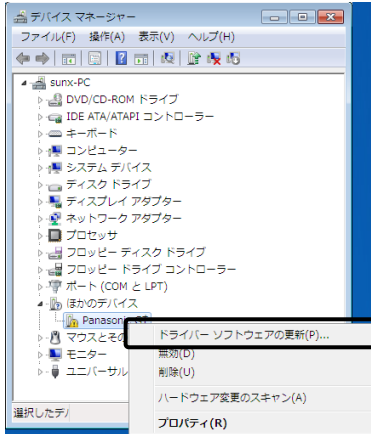 デバイス マネージャー
ファイル(F) 操作(A) 表示(V) ヘルプ(H)
sunx-PC
DVD/CD-ROM ドライブ
IDE ATA/ATAPI コントローラー
キーボード
コンピューター
システム デバイス
ディスク ドライブ
ディスプレイ アダプター
ネットワーク アダプター
プロセッサ
フロッピー ディスク ドライブ
フロッピー ドライブ コントローラー
ポート (COM と LPT)
ほかのデバイス
Panasonic
マウスとそ
モニター
ユニバーサル
ドライバー ソフトウェアの更新(P)...
無効(D)
削除(U)
ハードウェア変更のスキャン(A)
プロパティ(R)
選択したデ